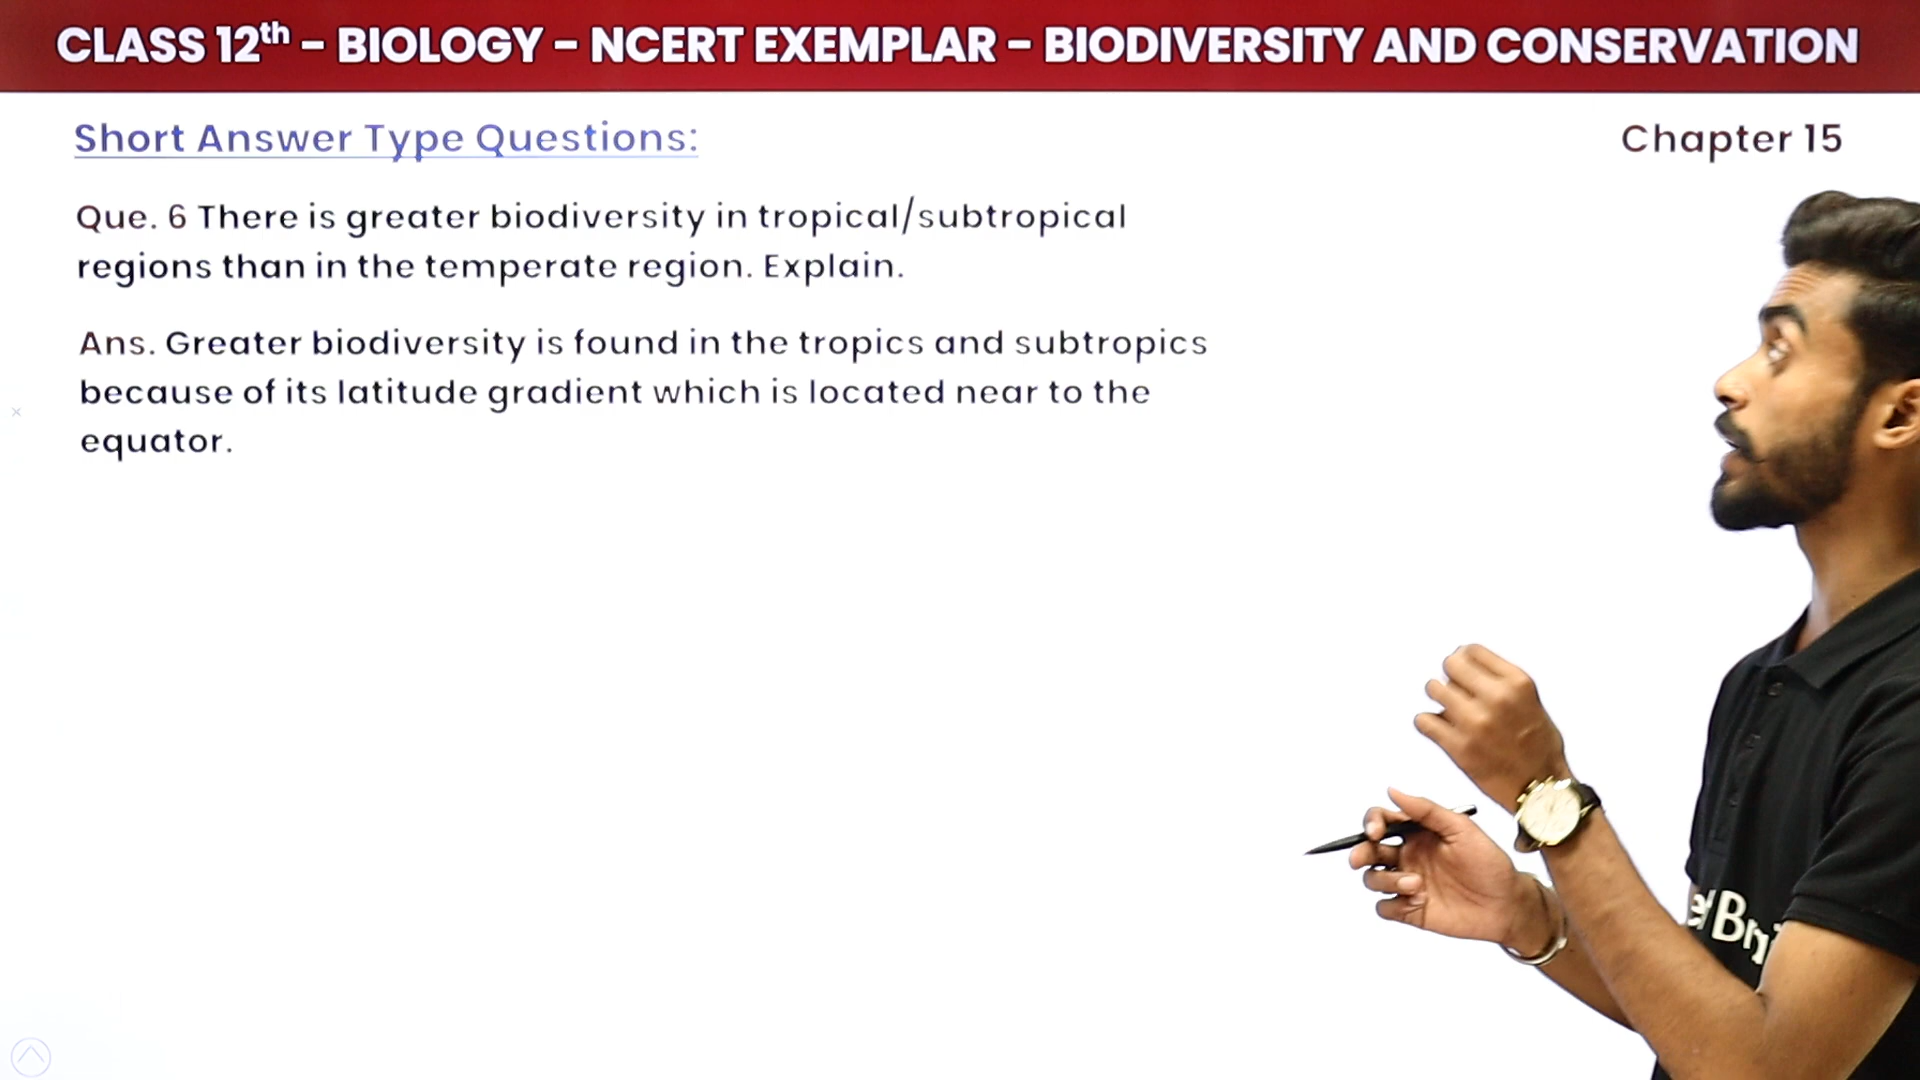 CLASS 12th – BIOLOGY – NCERT EXEMPLAR – BIODIVERSITY AND CONSERVATION
Short Answer Type Questions:
Chapter 15
Que. 6 There is greater biodiversity in tropical/subtropical
regions than in the temperate region. Explain.
Ans. Greater biodiversity is found in the tropics and subtropics
because of its latitude gradient which is located near to the
equator.